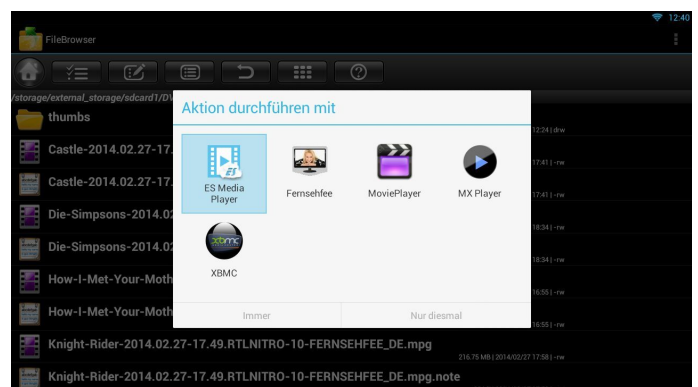 12:40
FileBrowser
/storage/external_storage/sdcard1/DV
thumbs
12:24 | drw
Castle-2014.02.27-17.
17:41 | -rw
Castle-2014.02.27-17.
17:41 | -rw
Die-Simpsons-2014.02
18:34 | -rw
Die-Simpsons-2014.02
18:34 | -rw
How-I-Met-Your-Moth
16:55 | -rw
How-I-Met-Your-Moth
16:55 | -rw
Knight-Rider-2014.02.27-17.49.RTLNITRO-10-FERNSEHFEE_DE.mpg
216.75 MB | 2014/02/27 17:58 | -rw
Knight-Rider-2014.02.27-17.49.RTLNITRO-10-FERNSEHFEE_DE.mpg.note
Aktion durchführen mit
ES
ES Media
Player
Fernsehfee
MoviePlayer
MX Player
xbmc
XBMC
Immer
Nur diesmal